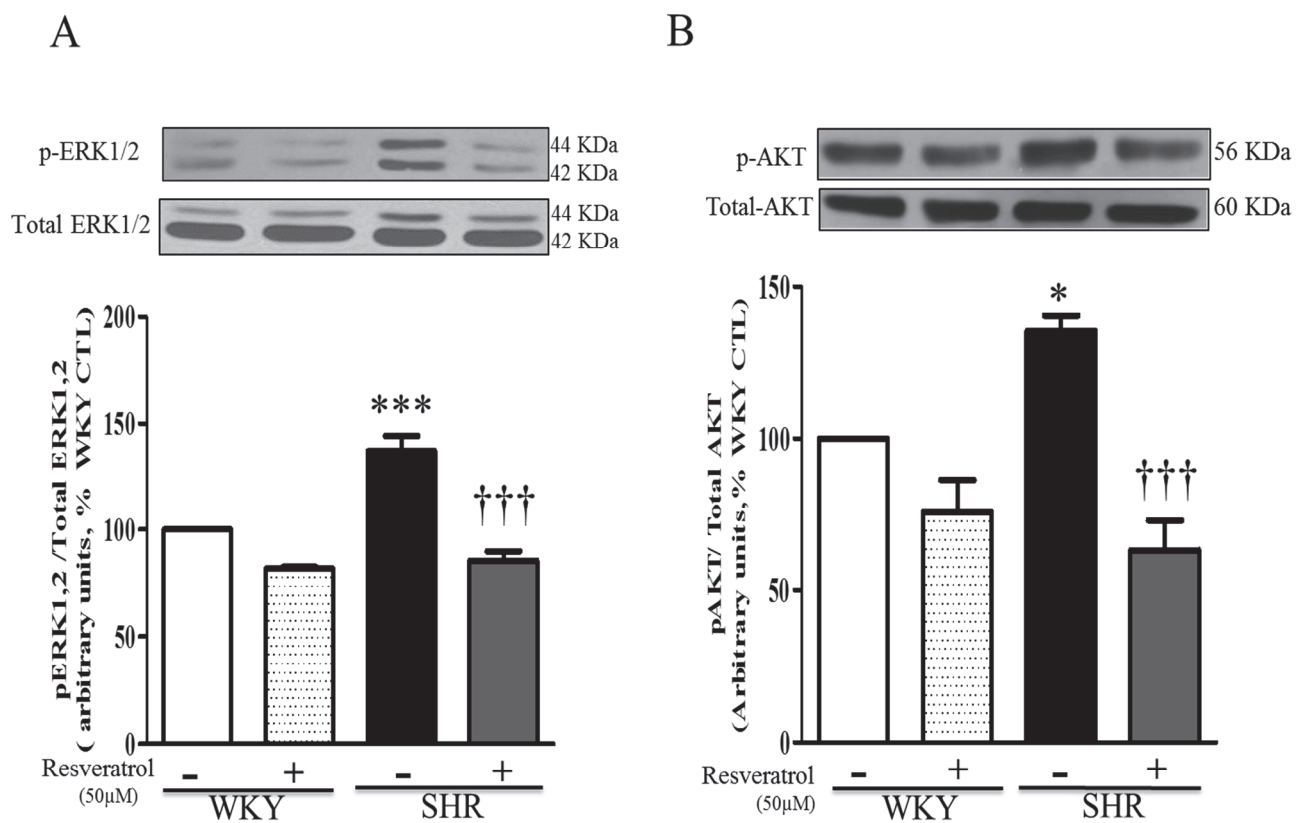 A
p-ERK1/2
44 KDa
42 KDa
Total ERK1/2
44 KDa
42 KDa
pERK1,2 /Total ERK1,2
( arbitrary units, % WKY CTL)
200
150
100
50
0
***
†††
Resveratrol
(50µM)
- + - +
WKY SHR
B
p-AKT
56 KDa
Total-AKT
60 KDa
pAKT/ Total AKT
(Arbitrary units,% WKY CTL)
150
100
50
0
*
†††
Resveratrol
(50µM)
- + - +
WKY SHR